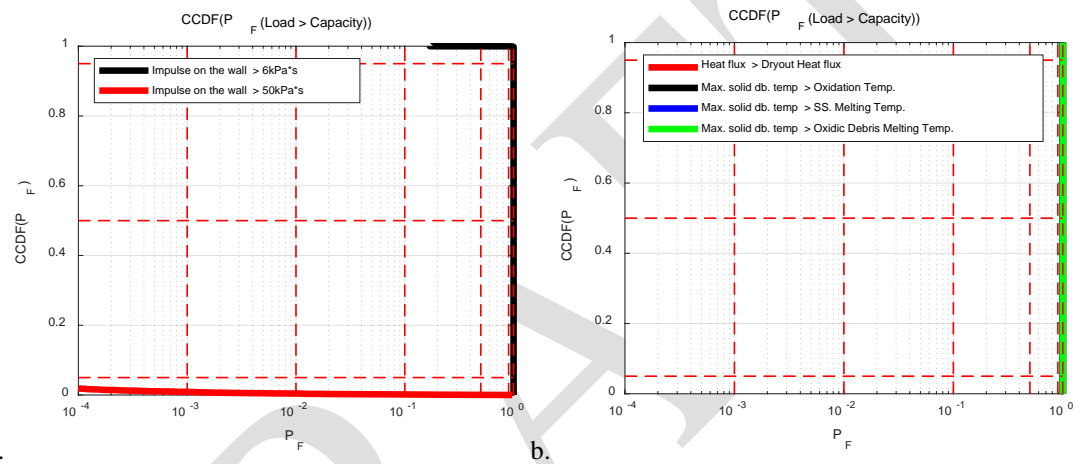 CCDF(P F (Load > Capacity))
1
0.8
0.6
0.4
0.2
0
CCDF(P F )
Impulse on the wall > 6kPa*s
Impulse on the wall > 50kPa*s
10 -4
10 -3
10 -2
10 -1
10 0
P F
.
CCDF(P F (Load > Capacity))
1
0.8
0.6
0.4
0.2
0
CCDF(P F )
Heat flux > Dryout Heat flux
Max. solid db. temp > Oxidation Temp.
Max. solid db. temp > SS. Melting Temp.
Max. solid db. temp > Oxidic Debris Melting Temp.
10 -4
10 -3
10 -2
10 -1
10 0
P F
b.